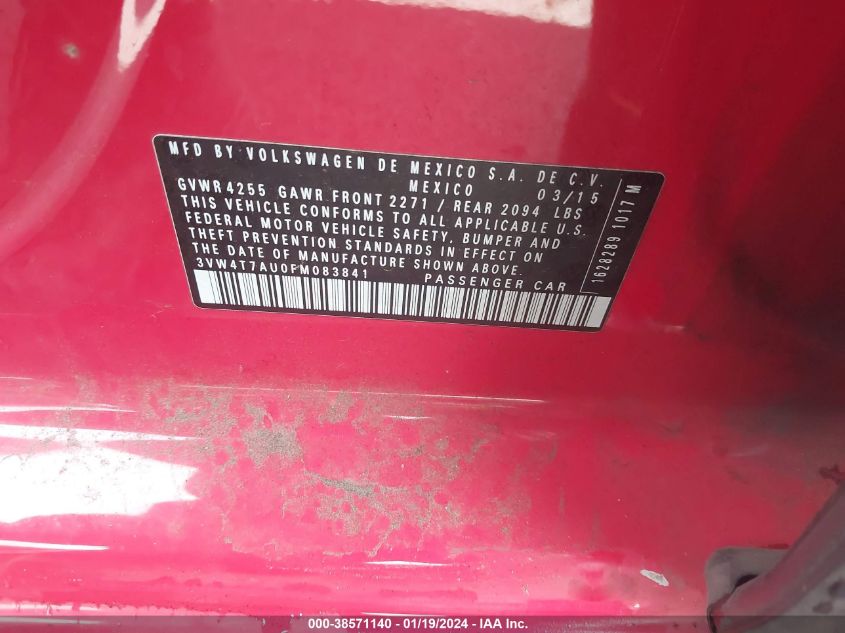 MFD BY VOLKSWAGEN DE MEXICO S.A. DE C.V.
MEXICO 03/15
GVWR 4255 GAWR FRONT 2271 / REAR 2094 LBS
THIS VEHICLE CONFORMS TO ALL APPLICABLE U.S.
FEDERAL MOTOR VEHICLE SAFETY, BUMPER AND
THEFT PREVENTION STANDARDS IN EFFECT ON
THE DATE OF MANUFACTURE SHOWN ABOVE.
3VW4T7AU0FM083841
PASSENGER CAR
1628289 1017 M
000-38571140 - 01/19/2024 - IAA Inc.